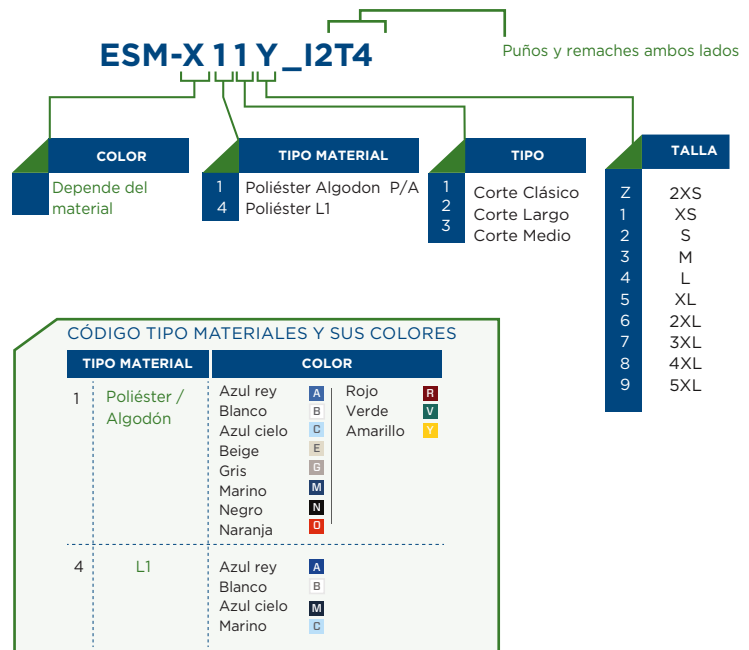 ESM-X11Y_I2T4
Puños y remaches ambos lados
COLOR
Depende del
material
TIPO MATERIAL
1 Poliéster Algodon P/A
4 Poliéster L1
TIPO
1 Corte Clásico
2 Corte Largo
3 Corte Medio
TALLA
Z 2XS
1 XS
2 S
3 M
4 L
5 XL
6 2XL
7 3XL
8 4XL
9 5XL
CÓDIGO TIPO MATERIALES Y SUS COLORES
TIPO MATERIAL COLOR
1 Poliéster /
Algodón
Azul rey A
Blanco B
Azul cielo C
Beige E
Gris G
Marino M
Negro N
Naranja O
Rojo R
Verde V
Amarillo Y
4 L1
Azul rey A
Blanco B
Azul cielo M
Marino C